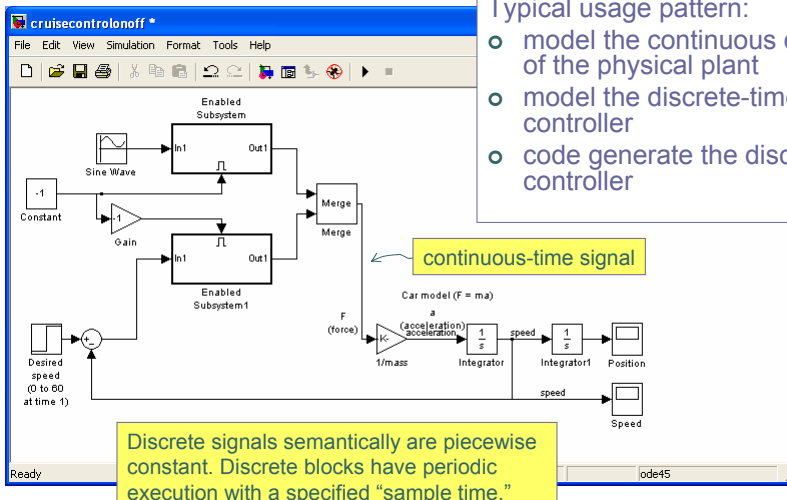 cruisecontrolonoff *
File Edit View Simulation Format Tools Help
Typical usage pattern:
o model the continuous
of the physical plant
o model the discrete-time
controller
o code generate the
controller
Enabled
Subsystem
In1
Out1
Sine Wave
-1
Constant
-1
Gain
Merge
Merge
In1
Out1
Enabled
Subsystem1
continuous-time signal
Car model (F = ma)
F
(force)
a
(acceleration)
acceleration
K-
1/mass
1
s
Integrator
speed
1
s
Integrator1
Position
+
-
Desired
speed
(0 to 60
at time 1)
speed
Speed
Discrete signals semantically are piecewise
constant. Discrete blocks have periodic
execution with a specified “sample time.”
Ready
ode45